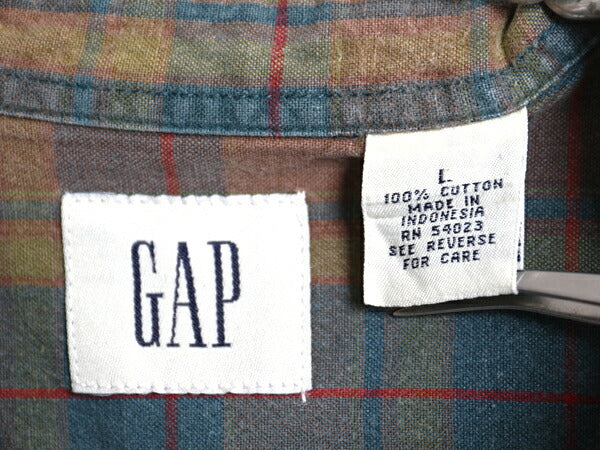 GAP
L
100% COTTON
MADE IN
INDONESIA
RN 54023
SEE REVERSE
FOR CARE